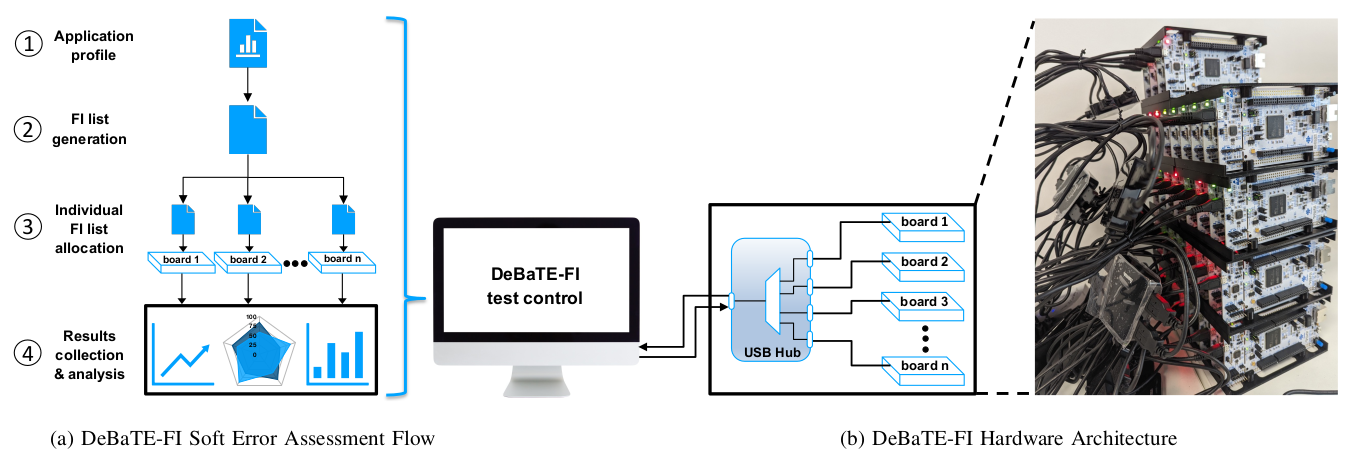 1
Application
profile
2
FI list
generation
3
Individual
FI list
allocation
board 1
board 2
board n
4
Results
collection
& analysis
100
75
50
25
0
DeBaTE-FI
test control
USB Hub
board 1
board 2
board 3
board n
(a) DeBaTE-FI Soft Error Assessment Flow
(b) DeBaTE-FI Hardware Architecture